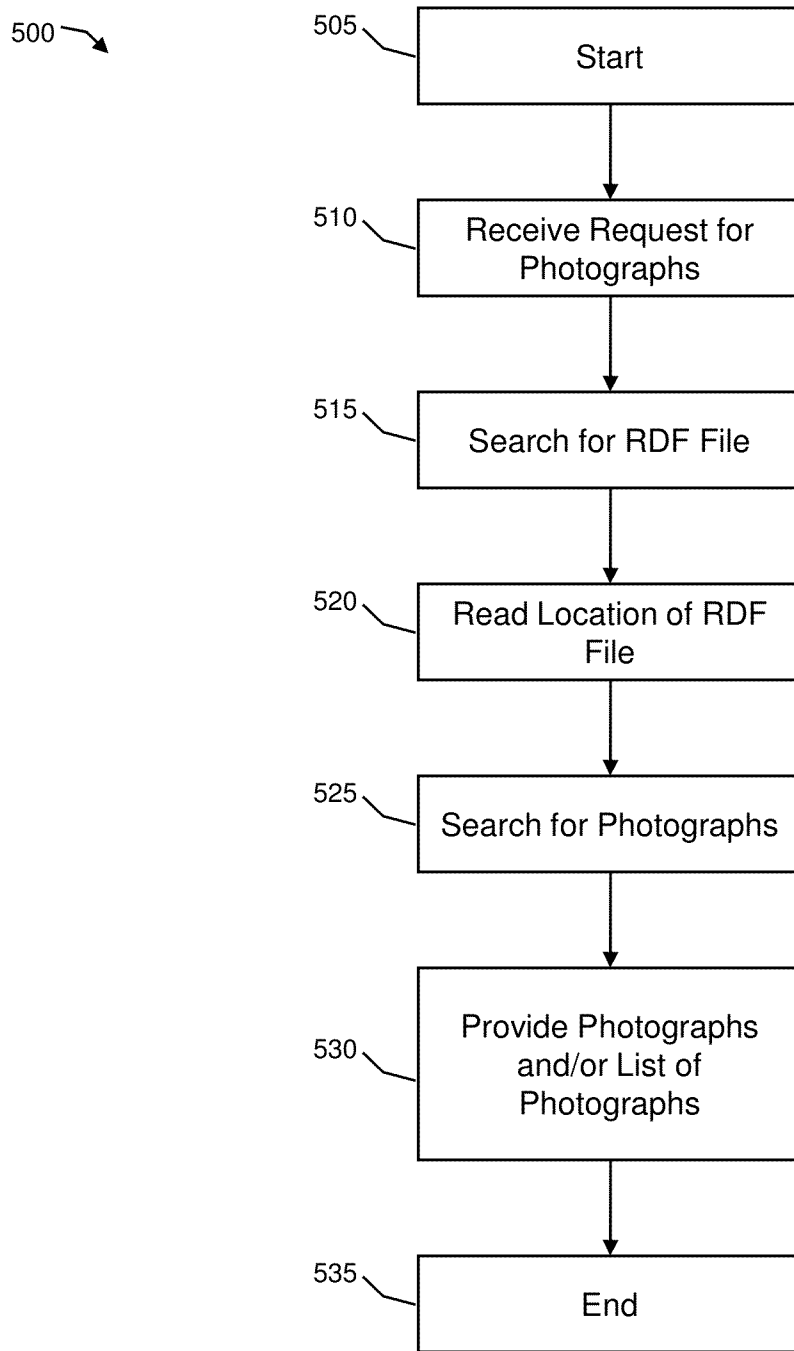 500
505
Start
510
Receive Request for
Photographs
515
Search for RDF File
520
Read Location of RDF
File
525
Search for Photographs
530
Provide Photographs
and/or List of
Photographs
535
End